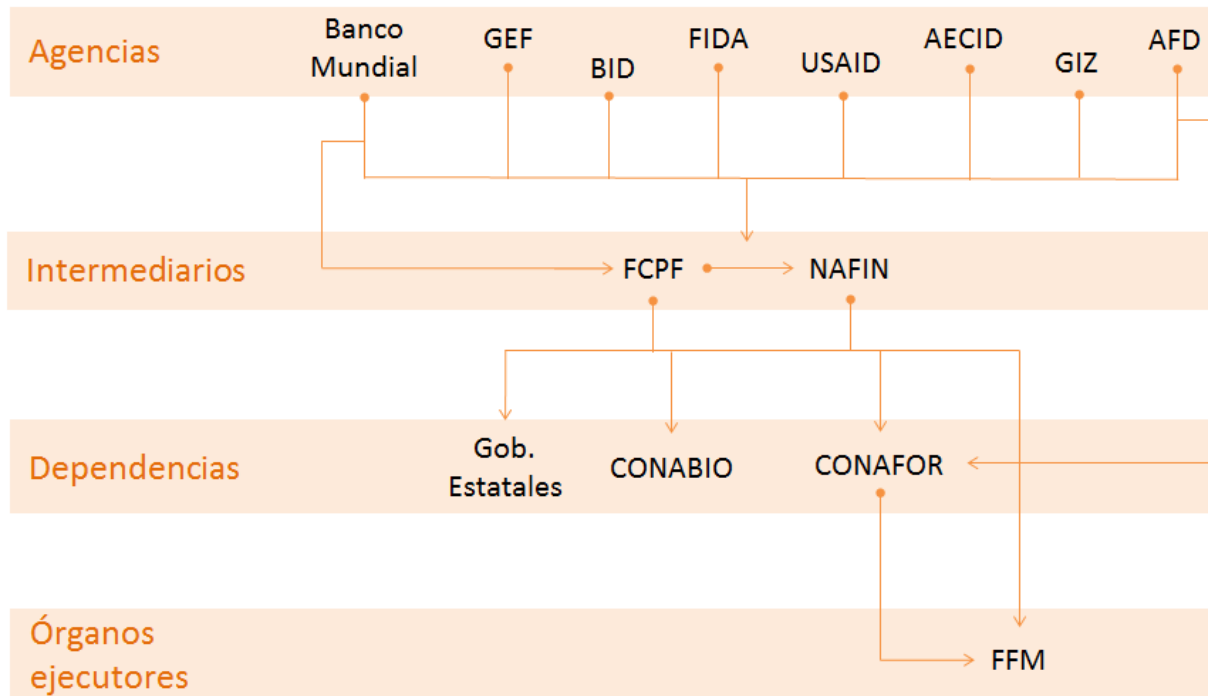 Agencias
Banco
Mundial
GEF
BID
FIDA
USAID
AECID
GIZ
AFD
Intermediarios
FCPF
NAFIN
Dependencias
Gob.
Estatales
CONABIO
CONAFOR
Órganos
ejecutores
FFM